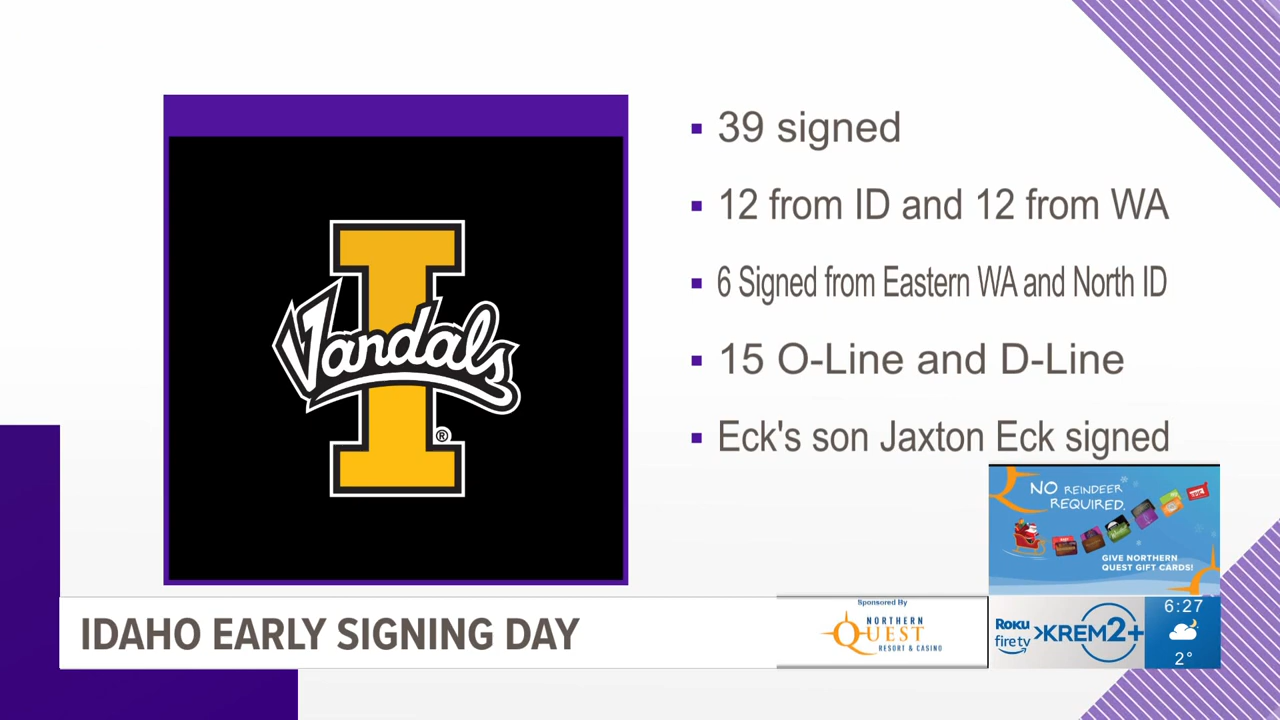 39 signed
12 from ID and 12 from WA
6 Signed from Eastern WA and North ID
15 O-Line and D-Line
Eck's son Jaxton Eck signed
Vandals
I
®
NO REINDEER
REQUIRED.
GIVE NORTHERN
QUEST GIFT CARDS!
IDAHO EARLY SIGNING DAY
Sponsored By
NORTHERN
QUEST
RESORT & CASINO
Roku
fire tv
KREM2+
6:27
2°